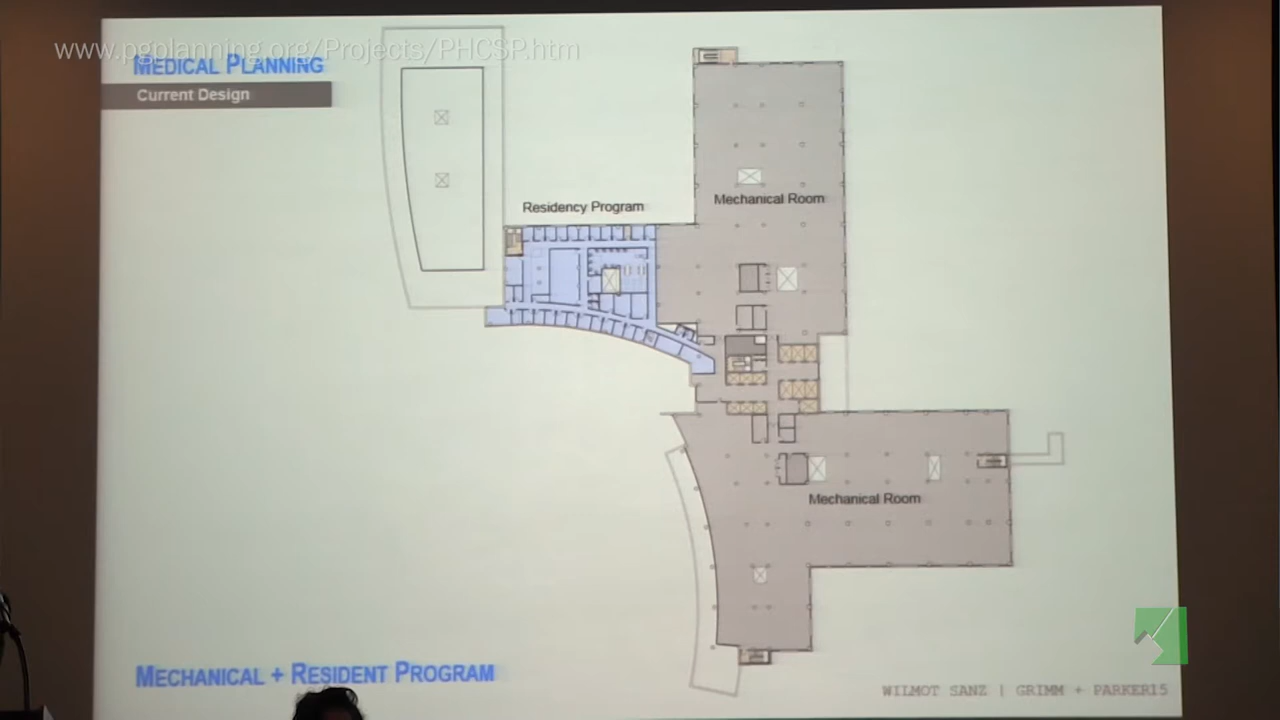 www.pgplanning.org/Projects/PHCSP.htm
MEDICAL PLANNING
Current Design
Residency Program
Mechanical Room
Mechanical Room
MECHANICAL + RESIDENT PROGRAM
WILMOT SANZ | GRIMM + PARKER15